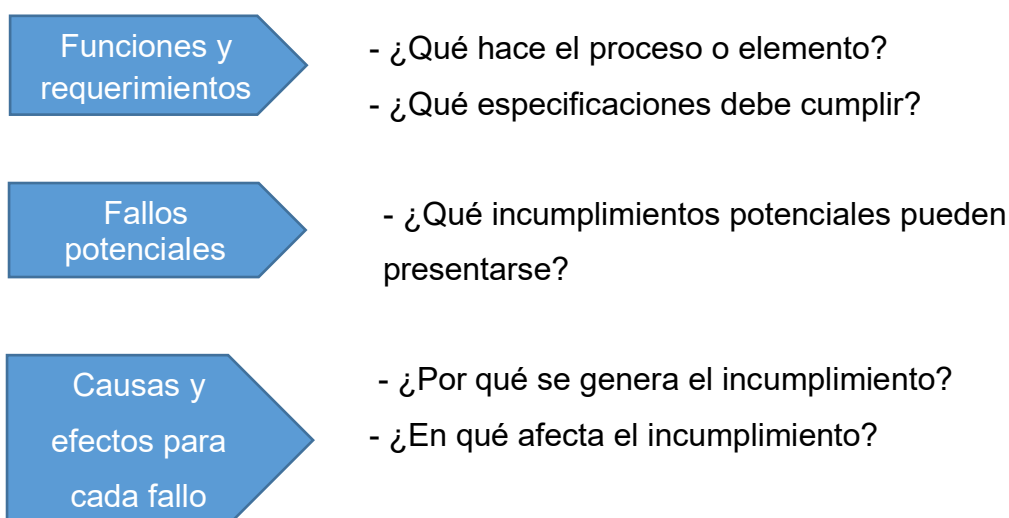 Funciones y
requerimientos
- ¿Qué hace el proceso o elemento?
- ¿Qué especificaciones debe cumplir?
Fallos
potenciales
- ¿Qué incumplimientos potenciales pueden
presentarse?
Causas y
efectos para
cada fallo
- ¿Por qué se genera el incumplimiento?
- ¿En qué afecta el incumplimiento?